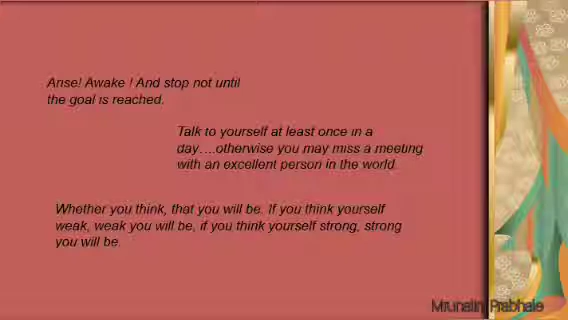 Arise! Awake ! And stop not until
the goal is reached.
Talk to yourself at least once in a
day….otherwise you may miss a meeting
with an excellent person in the world.
Whether you think, that you will be. If you think yourself
weak, weak you will be, if you think yourself strong, strong
you will be.
Mrunalini Prabhale